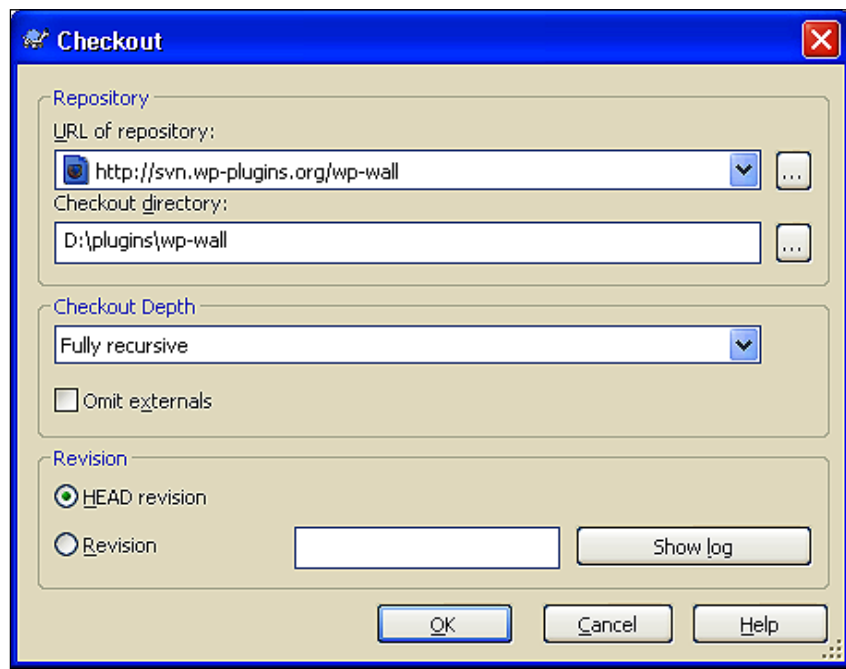 Checkout
Repository
URL of repository:
http://svn.wp-plugins.org/wp-wall
...
Checkout directory:
D:\plugins\wp-wall
...
Checkout Depth
Fully recursive
Omit externals
Revision
HEAD revision
Revision
Show log
OK Cancel Help